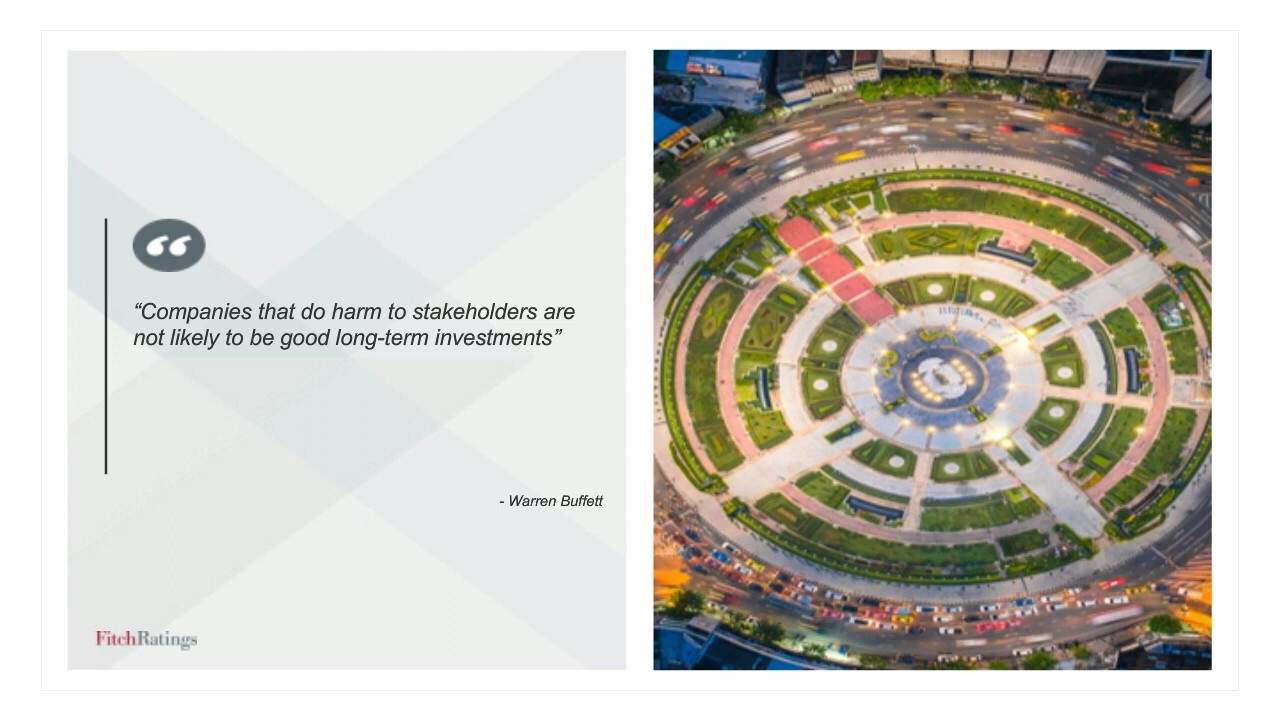 “Companies that do harm to stakeholders are
not likely to be good long-term investments”
- Warren Buffett
FitchRatings